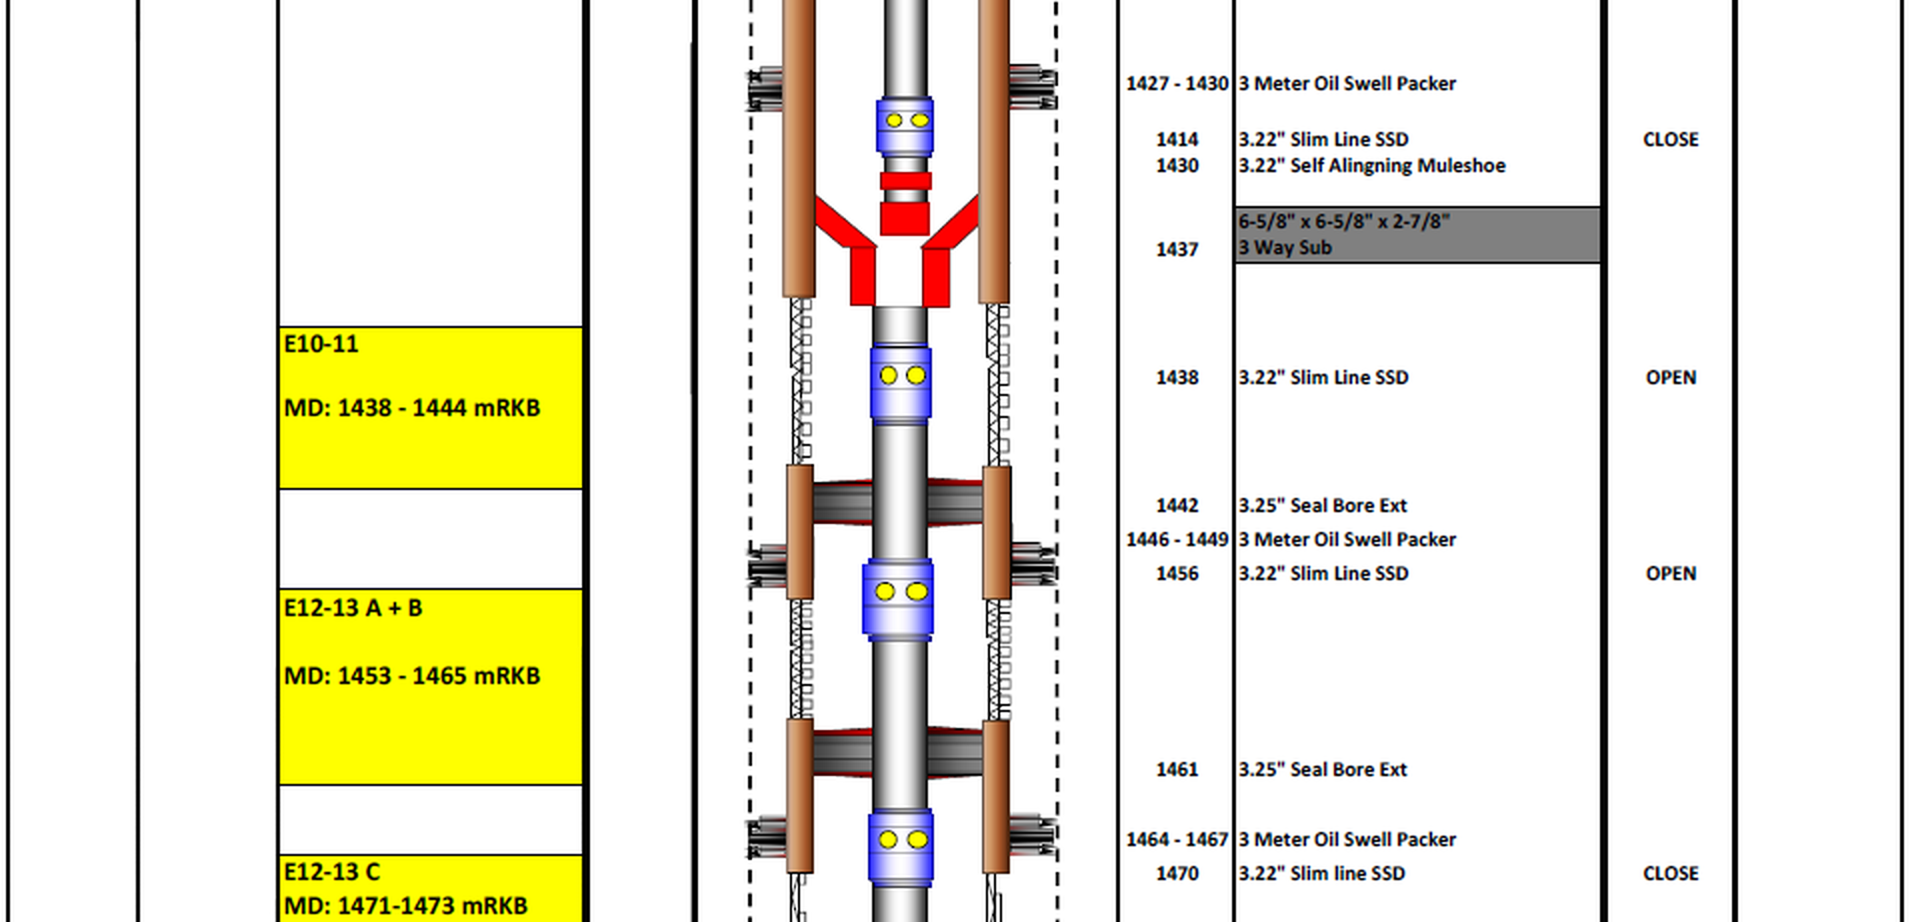 1427 - 1430 3 Meter Oil Swell Packer
1414 3.22" Slim Line SSD CLOSE
1430 3.22" Self Alingning Muleshoe
6-5/8" x 6-5/8" x 2-7/8"
1437 3 Way Sub
E10-11
1438 3.22" Slim Line SSD OPEN
MD: 1438 - 1444 mRKB
1442 3.25" Seal Bore Ext
1446 - 1449 3 Meter Oil Swell Packer
1456 3.22" Slim Line SSD OPEN
E12-13 A + B
MD: 1453 - 1465 mRKB
1461 3.25" Seal Bore Ext
1464 - 1467 3 Meter Oil Swell Packer
E12-13 C
1470 3.22" Slim line SSD CLOSE
MD: 1471-1473 mRKB